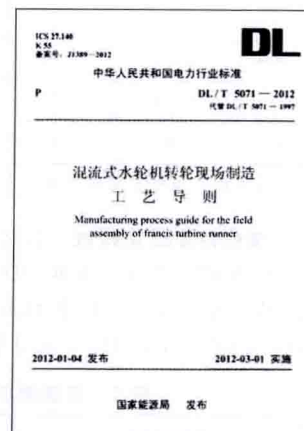 ICS 27.140
K 55
备案号：J1389—2012
DL
中华人民共和国电力行业标准
P
DL / T 5071 — 2012
代替 DL / T 5071 — 1997
混流式水轮机转轮现场制造
工艺导则
Manufacturing process guide for the field
assembly of francis turbine runner
2012-01-04 发布
2012-03-01 实施
国家能源局 发布